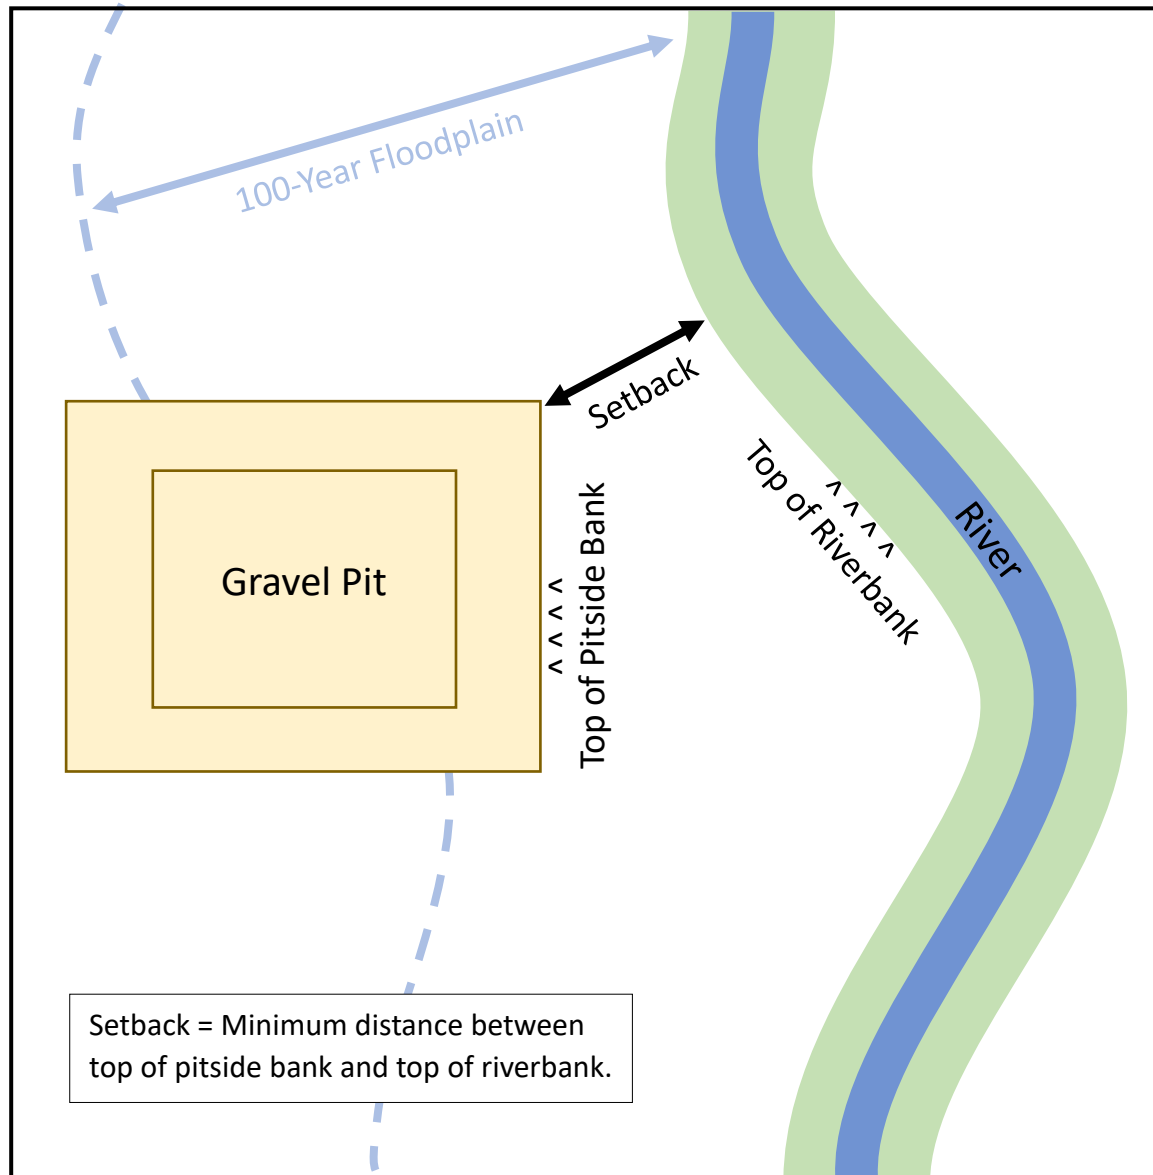 100-Year Floodplain
Setback
Top of Riverbank
^ ^ ^ ^
River
Gravel Pit
Top of Pitside Bank
^ ^ ^ ^
Setback = Minimum distance between
top of pitside bank and top of riverbank.